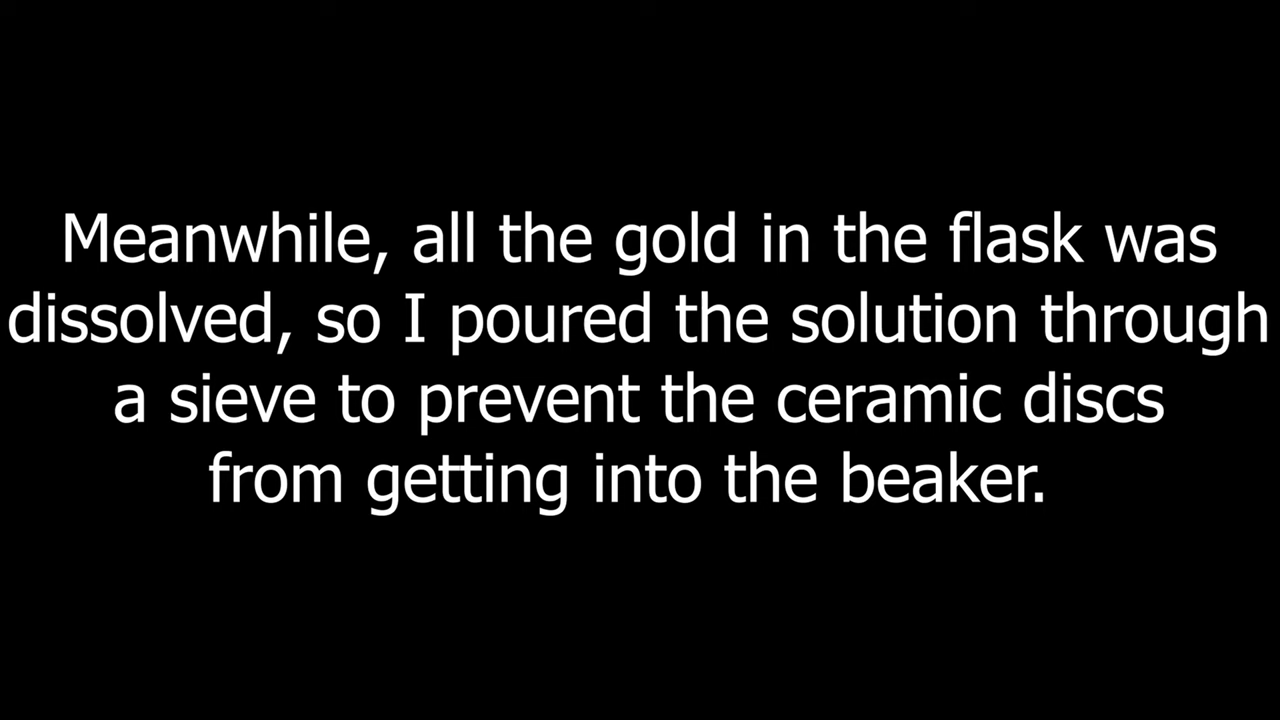 Meanwhile, all the gold in the flask was
dissolved, so I poured the solution through
a sieve to prevent the ceramic discs
from getting into the beaker.